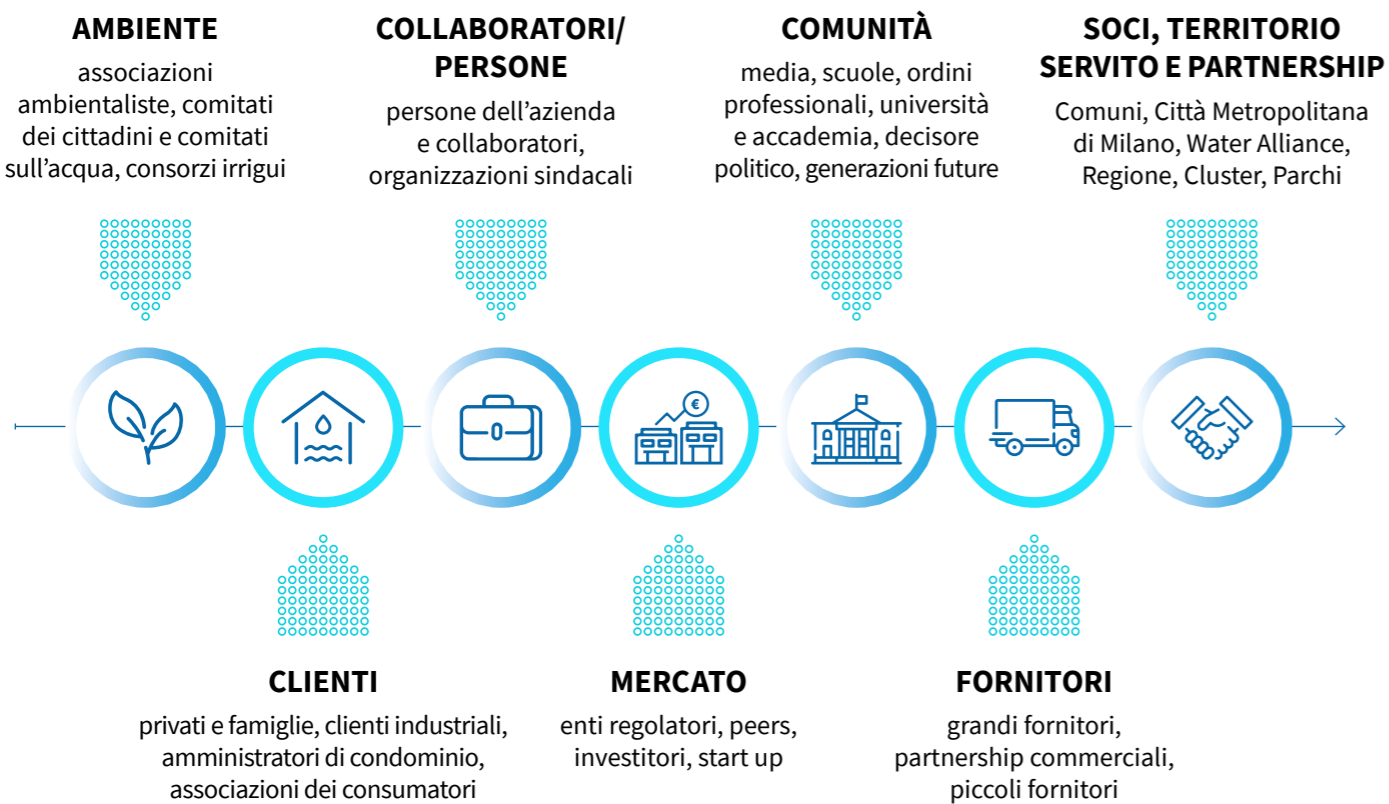 AMBIENTE
associazioni
ambientaliste, comitati
dei cittadini e comitati
sull’acqua, consorzi irrigui
COLLABORATORI/
PERSONE
persone dell’azienda
e collaboratori,
organizzazioni sindacali
COMUNITÀ
media, scuole, ordini
professionali, università
e accademia, decisore
politico, generazioni future
SOCI, TERRITORIO
SERVITO E PARTNERSHIP
Comuni, Città Metropolitana
di Milano, Water Alliance,
Regione, Cluster, Parchi
€
CLIENTI
privati e famiglie, clienti industriali,
amministratori di condominio,
associazioni dei consumatori
MERCATO
enti regolatori, peers,
investitori, start up
FORNITORI
grandi fornitori,
partnership commerciali,
piccoli fornitori